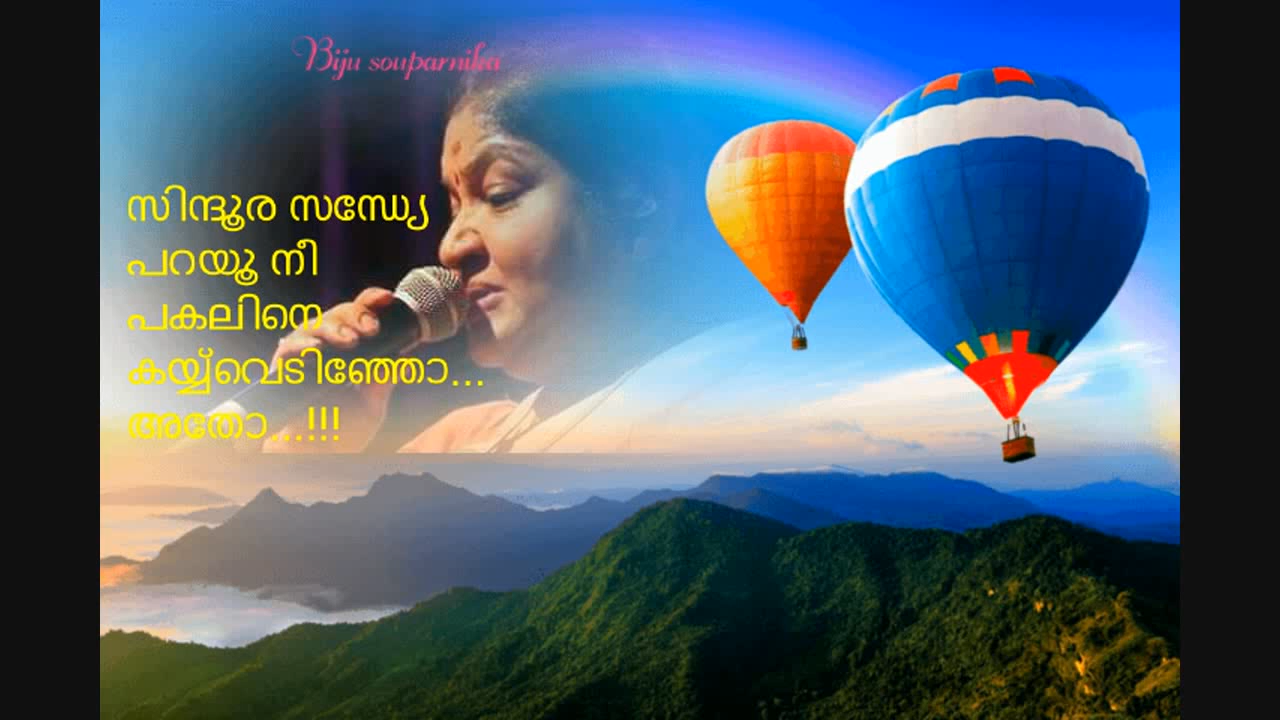 Biju souparnika
സിന്ദൂര സന്ധ്യേ
പറയൂ നീ
പകലിനെ
കയ്യ്‌വെടിഞ്ഞോ...
അതോ...!!!